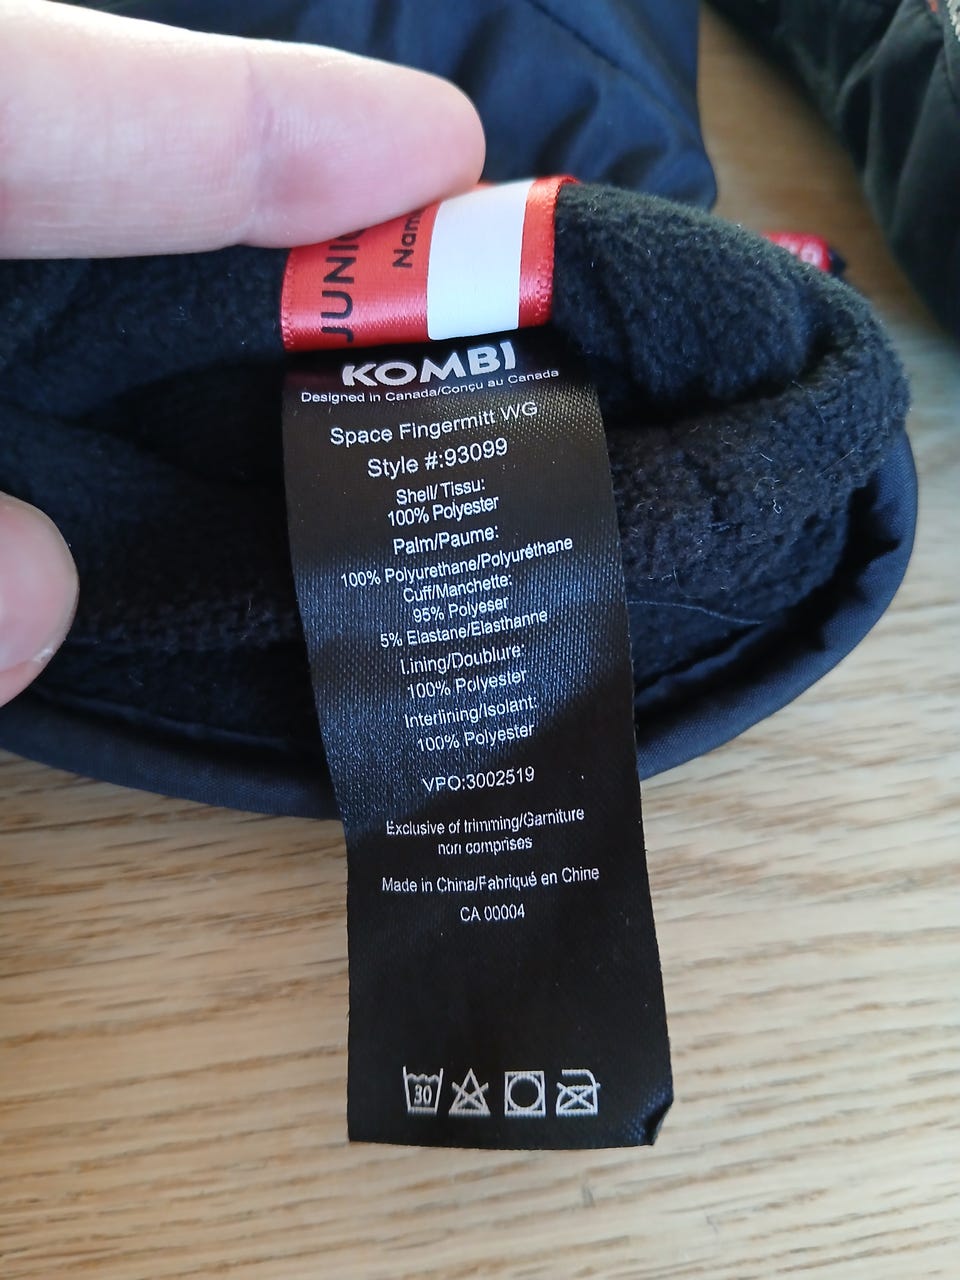 JUNIO
Nam
KOMBI
Designed in Canada/Conçu au Canada
Space Fingermitt WG
Style #:93099
Shell/Tissu:
100% Polyester
Palm/Paume:
100% Polyurethane/Polyuréthane
Cuff/Manchette:
95% Polyeser
5% Elastane/Elasthanne
Lining/Doublure:
100% Polyester
Interlining/Isolant:
100% Polyester
VPO:3002519
Exclusive of trimming/Garniture
non comprises
Made in China/Fabriqué en Chine
CA 00004
30